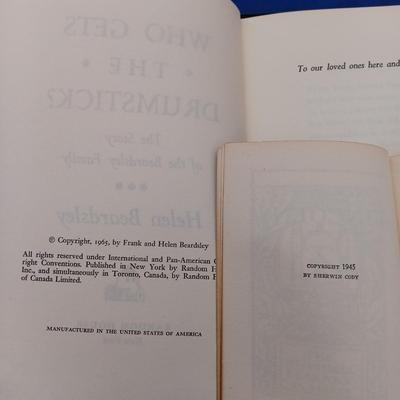 WHO GETS
• THE •
DRUMSTICK?
The Story
of the Beardsley Family
•••
Helen Beardsley
© Copyright, 1965, by Frank and Helen Beardsley
All rights reserved under International and Pan-American
right Conventions. Published in New York by Random
Inc., and simultaneously in Toronto, Canada, by Random
of Canada Limited.
MANUFACTURED IN THE UNITED STATES OF AMERICA
To our loved ones here and
COPYRIGHT 1945
BY SHERWIN CODY